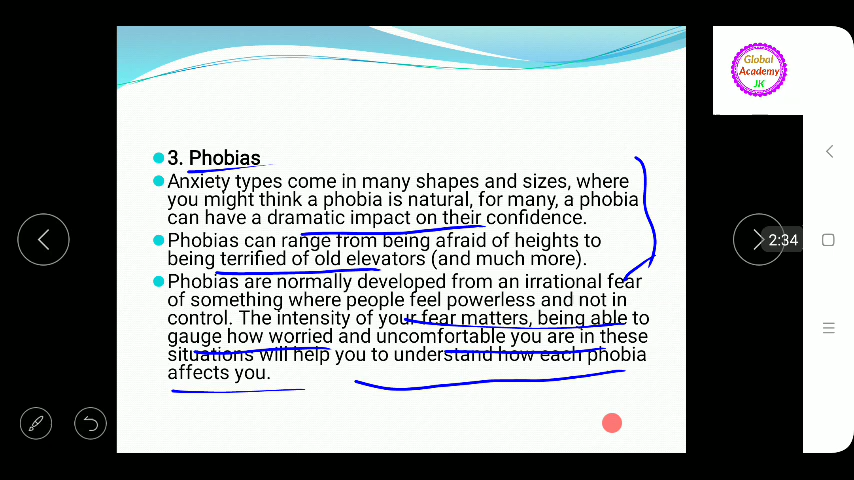 Global
Academy
JK
3. Phobias
Anxiety types come in many shapes and sizes, where
you might think a phobia is natural, for many, a phobia
can have a dramatic impact on their confidence.
Phobias can range from being afraid of heights to
being terrified of old elevators (and much more).
Phobias are normally developed from an irrational fear
of something where people feel powerless and not in
control. The intensity of your fear matters, being able to
gauge how worried and uncomfortable you are in these
situations will help you to understand how each phobia
affects you.
2:34